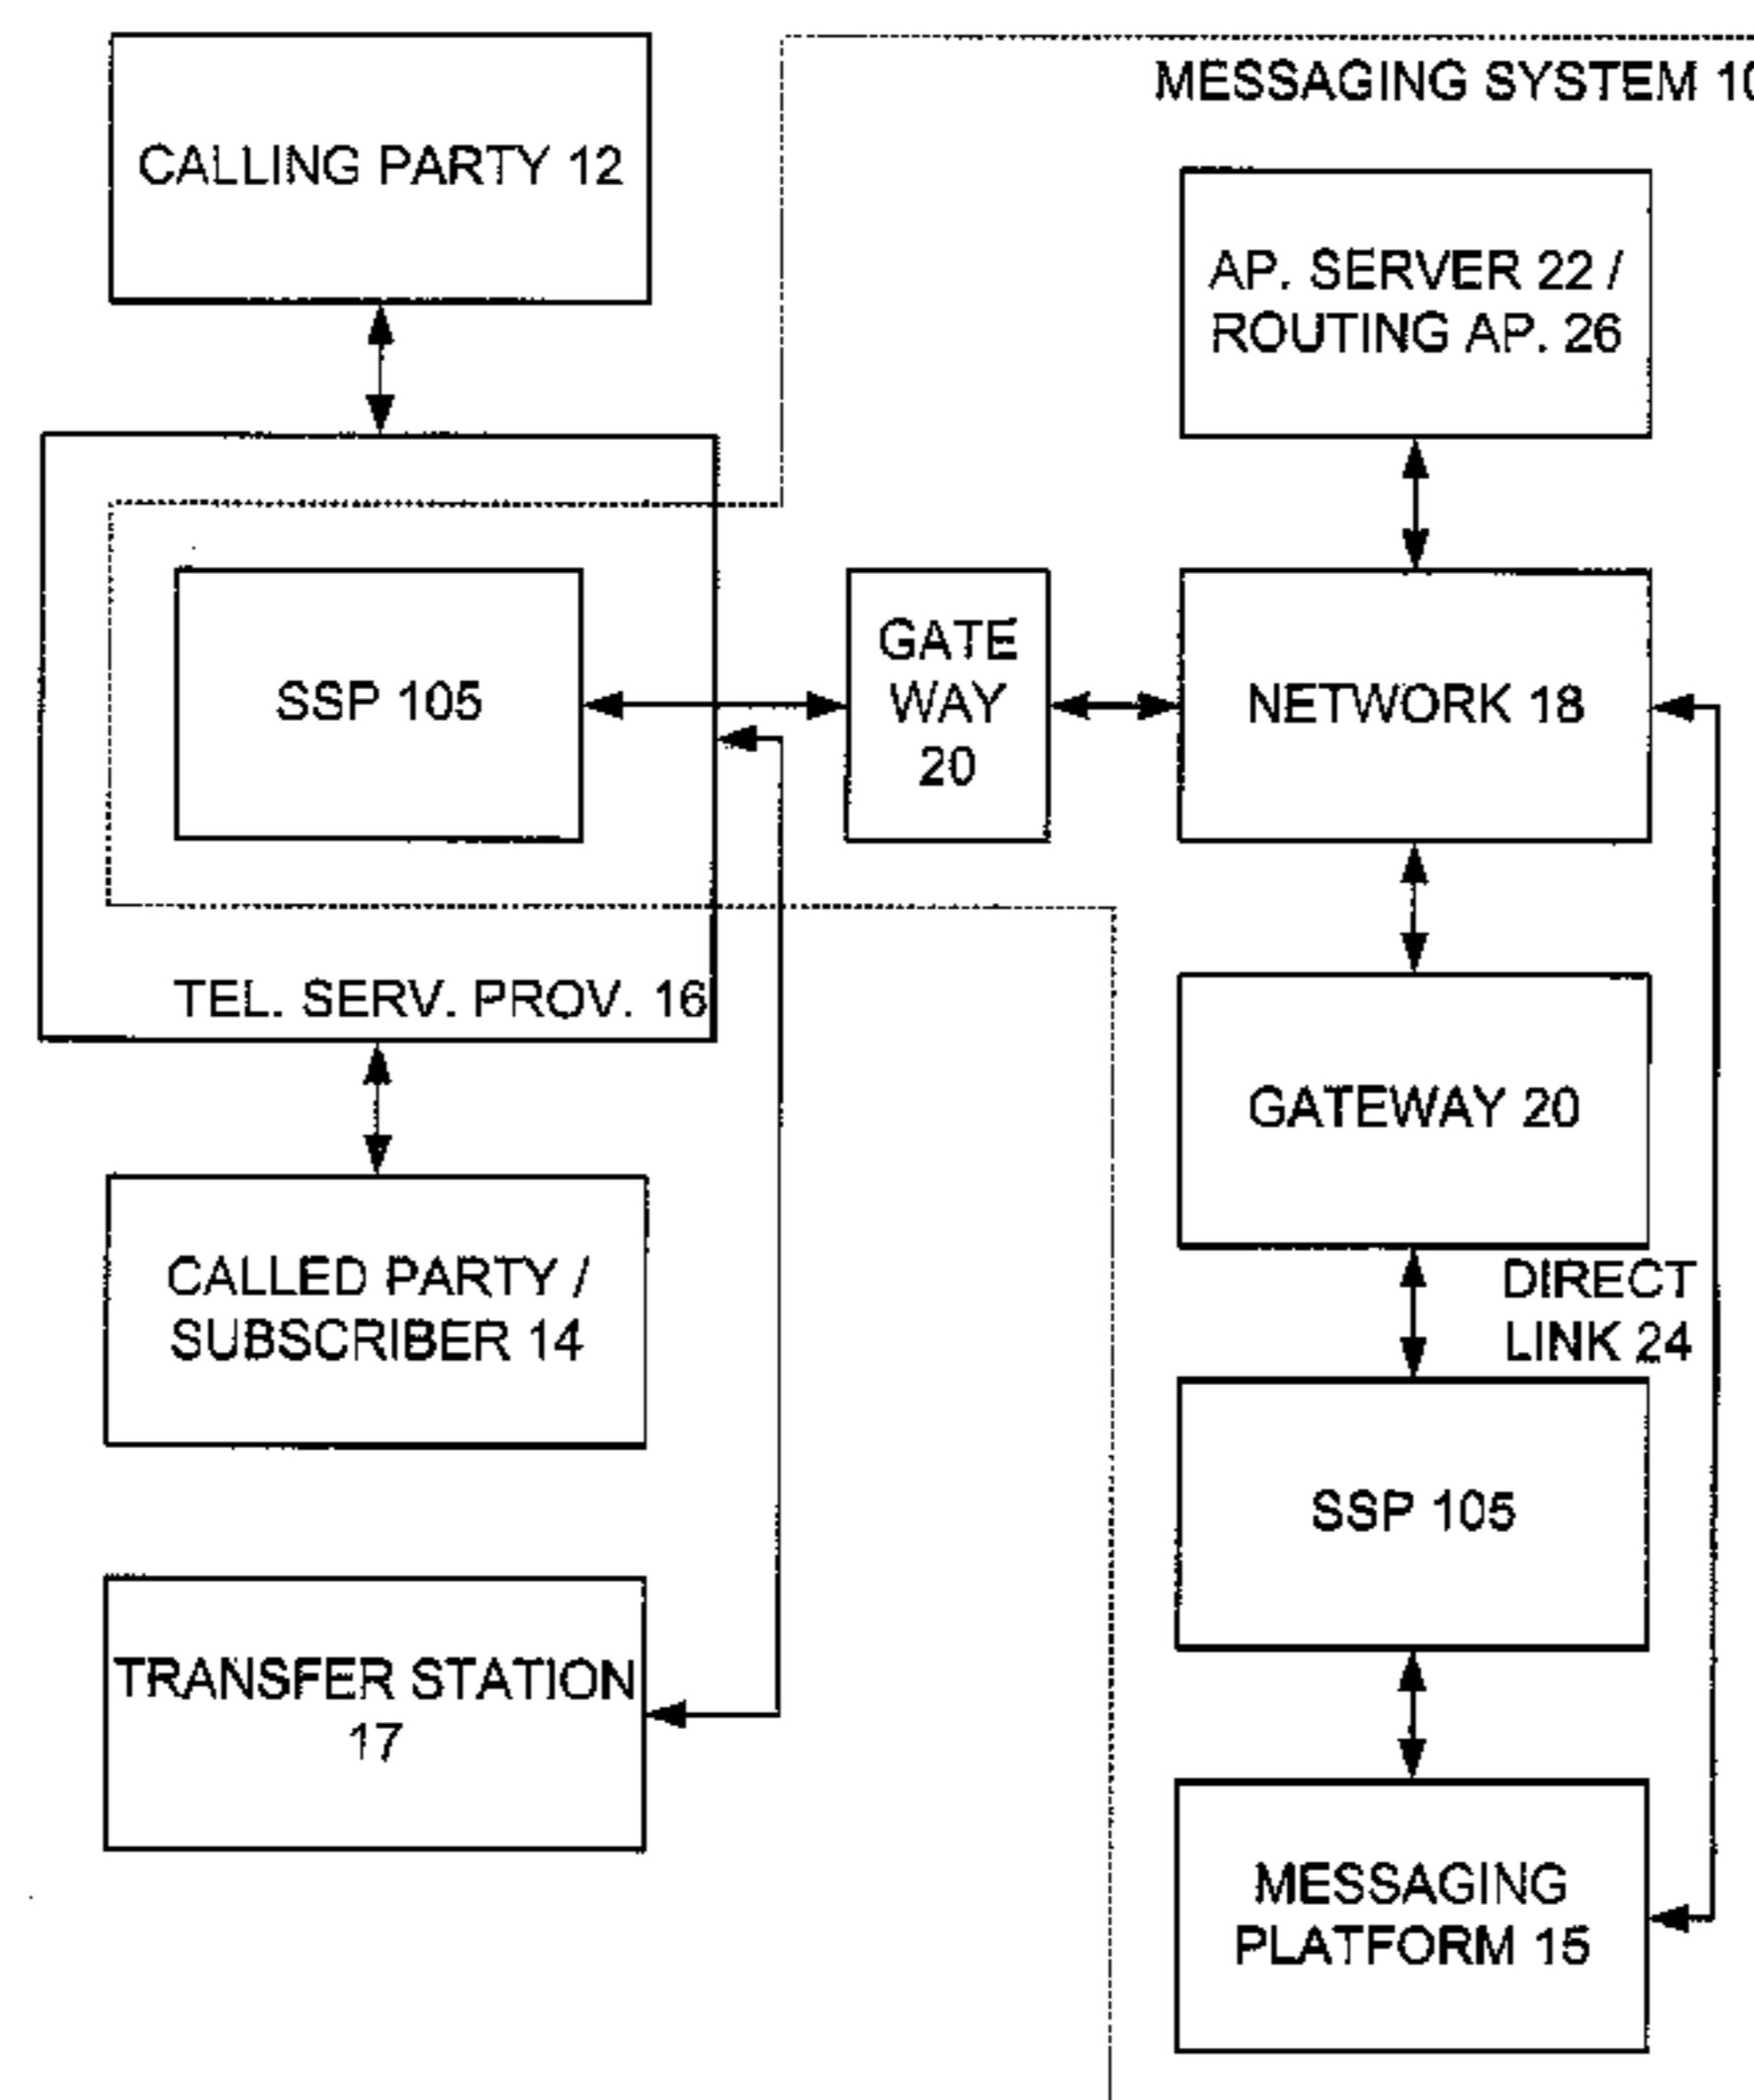 MESSAGING SYSTEM 10
CALLING PARTY 12
AP. SERVER 22 /
ROUTING AP. 26
SSP 105
GATE
WAY
20
NETWORK 18
TEL. SERV. PROV. 16
GATEWAY 20
CALLED PARTY /
SUBSCRIBER 14
DIRECT
LINK 24
SSP 105
TRANSFER STATION
17
MESSAGING
PLATFORM 15